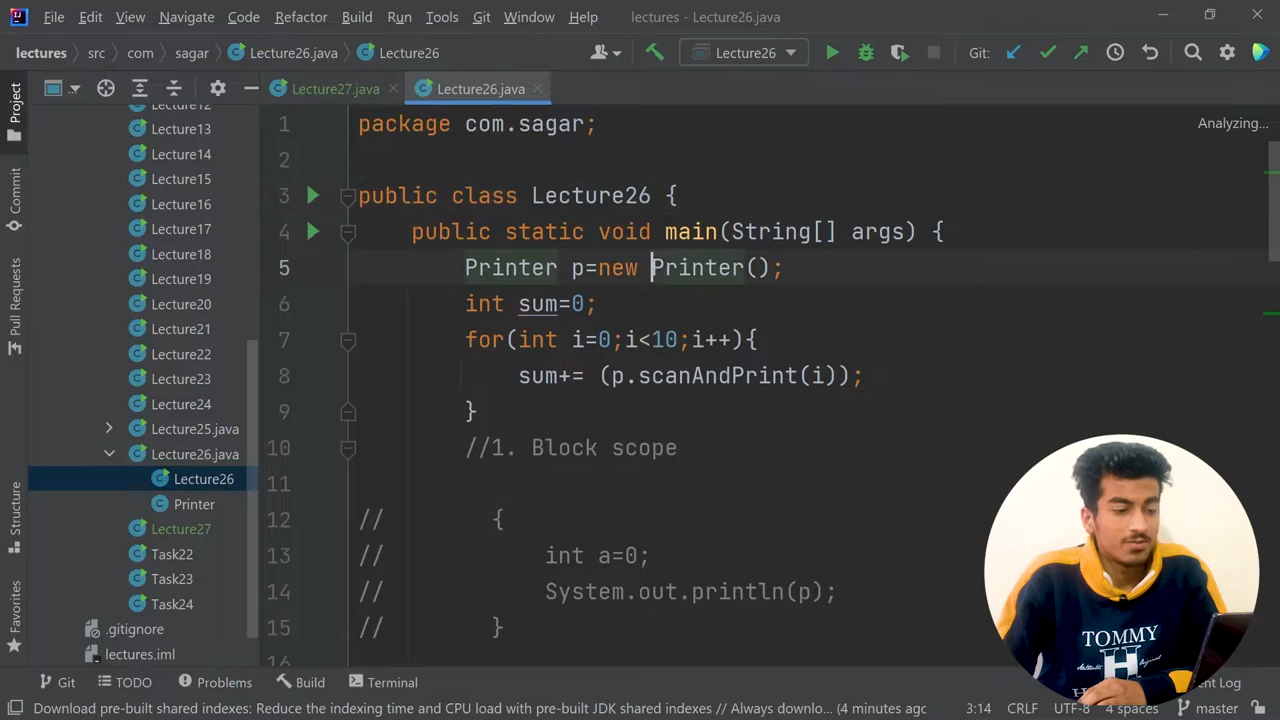 File Edit View Navigate Code Refactor Build Run Tools Git Window Help lectures - Lecture26.java
lectures src com sagar Lecture26.java Lecture26 Lecture26 Git:
Project
Commit
Pull Requests
Structure
Favorites
Lecture12
Lecture13
Lecture14
Lecture15
Lecture16
Lecture17
Lecture18
Lecture19
Lecture20
Lecture21
Lecture22
Lecture23
Lecture24
Lecture25.java
Lecture26.java
Lecture26
Printer
Lecture27
Task22
Task23
Task24
.gitignore
lectures.iml
Lecture27.java Lecture26.java
Analyzing...
1 package com.sagar;
2
3 public class Lecture26 {
4 public static void main(String[] args) {
5 Printer p=new Printer();
6 int sum=0;
7 for(int i=0;i<10;i++){
8 sum+= (p.scanAndPrint(i));
9 }
10 //1. Block scope
11
12 // {
13 // int a=0;
14 // System.out.println(p);
15 // }
16
TOMMY
H
Git TODO Problems Build Terminal nt Log
Download pre-built shared indexes: Reduce the indexing time and CPU load with pre-built JDK shared indexes // Always downlo... (4 minutes ago 3:14 CRLF UTF-8 4 spaces master